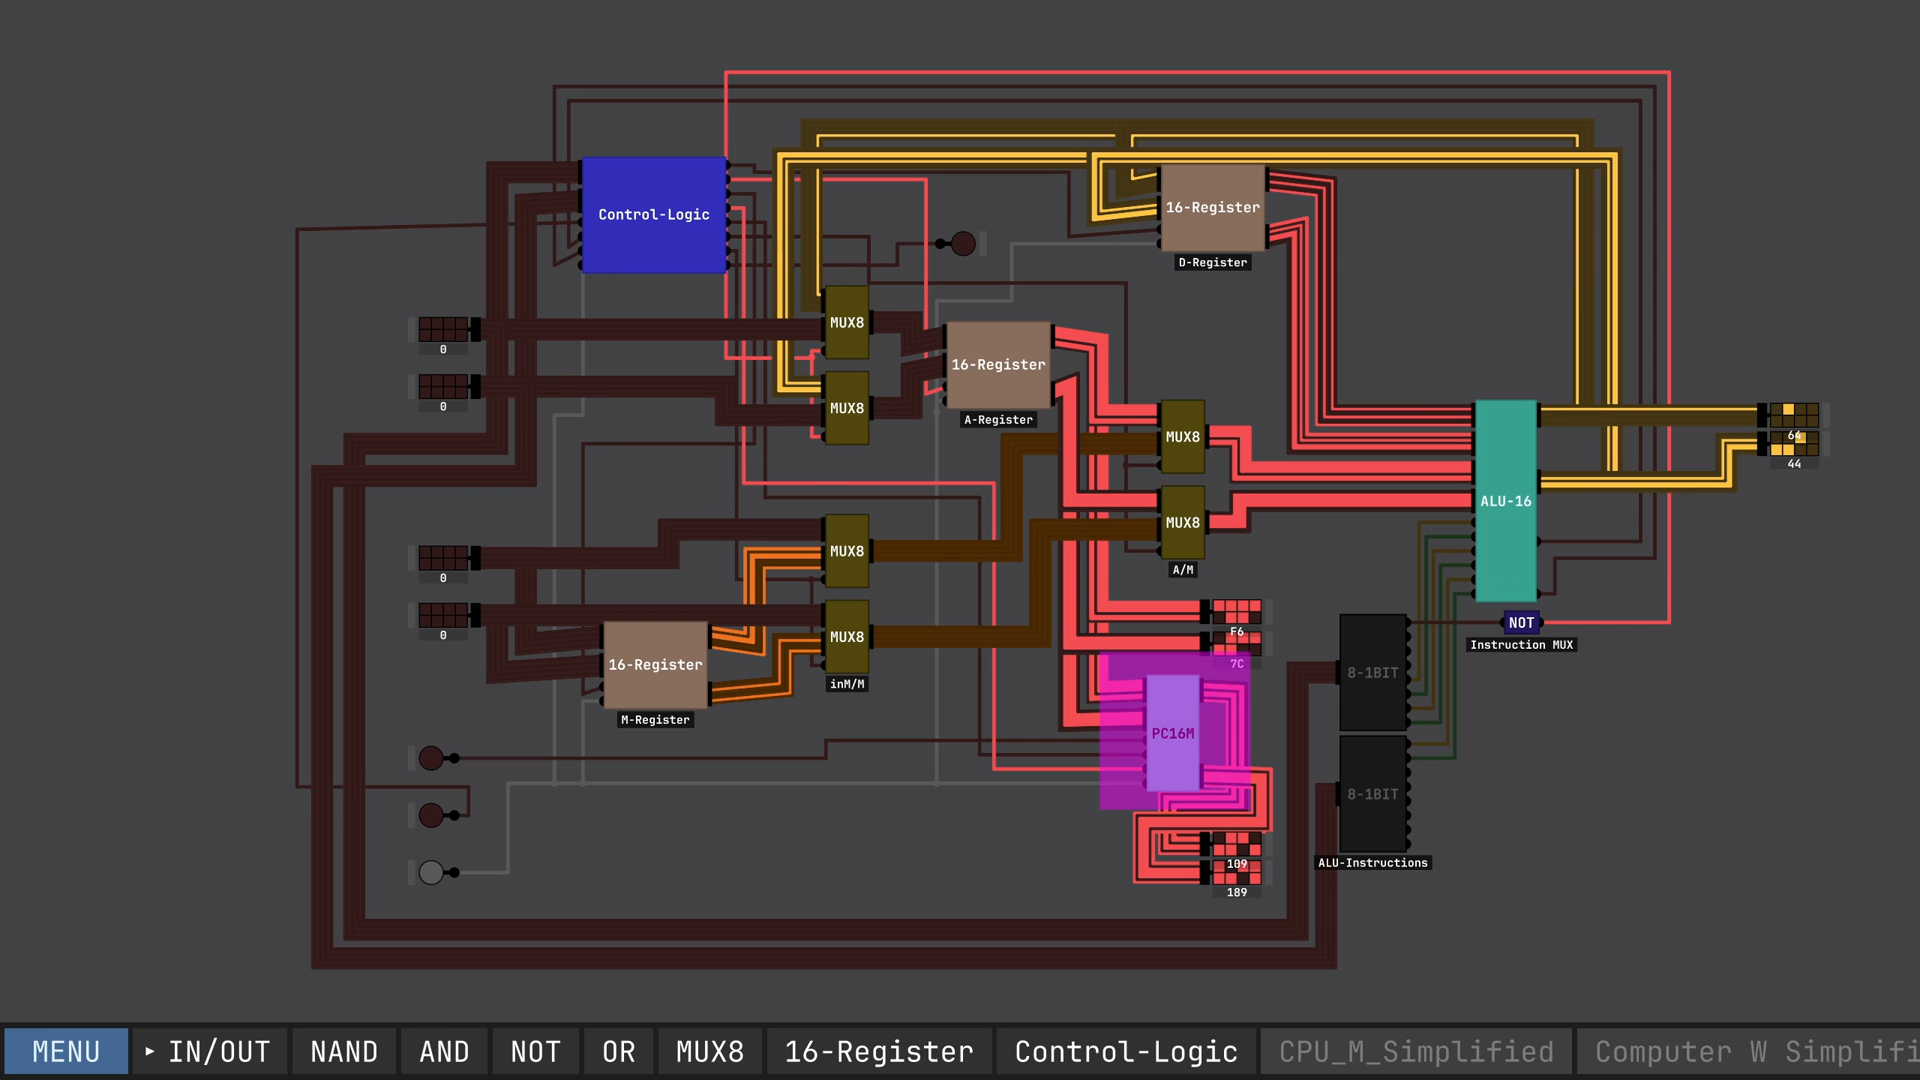 Control-Logic
16-Register
D-Register
MUX8
0
16-Register
A-Register
MUX8
0
MUX8
64
44
ALU-16
MUX8
A/M
MUX8
0
MUX8
inM/M
0
16-Register
M-Register
F6
7C
NOT
Instruction MUX
8-1BIT
PC16M
8-1BIT
ALU-Instructions
109
189
MENU
▸ IN/OUT
NAND
AND
NOT
OR
MUX8
16-Register
Control-Logic
CPU_M_Simplified
Computer W Simplifi